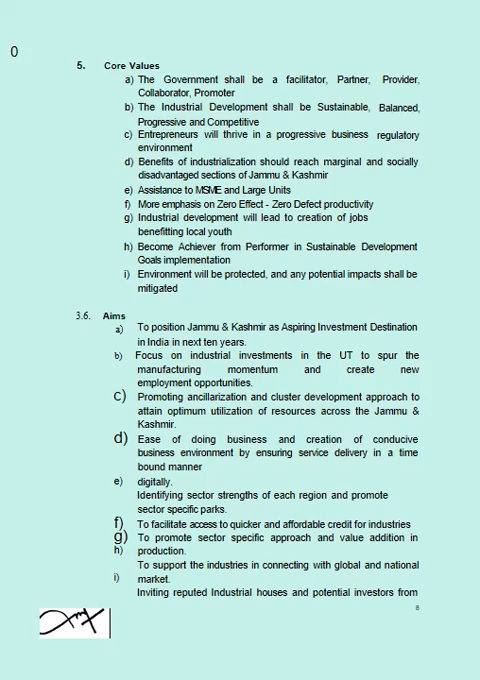 0
5. Core Values
a) The Government shall be a facilitator, Partner, Provider,
Collaborator, Promoter
b) The Industrial Development shall be Sustainable, Balanced,
Progressive and Competitive
c) Entrepreneurs will thrive in a progressive business regulatory
environment
d) Benefits of industrialization should reach marginal and socially
disadvantaged sections of Jammu & Kashmir
e) Assistance to MSME and Large Units
f) More emphasis on Zero Effect - Zero Defect productivity
g) Industrial development will lead to creation of jobs
benefitting local youth
h) Become Achiever from Performer in Sustainable Development
Goals implementation
i) Environment will be protected, and any potential impacts shall be
mitigated
3.6. Aims
a) To position Jammu & Kashmir as Aspiring Investment Destination
in India in next ten years.
b) Focus on industrial investments in the UT to spur the
manufacturing momentum and create new
employment opportunities.
C) Promoting ancillarization and cluster development approach to
attain optimum utilization of resources across the Jammu &
Kashmir.
d) Ease of doing business and creation of conducive
business environment by ensuring service delivery in a time
bound manner
e) digitally.
Identifying sector strengths of each region and promote
sector specific parks.
f) To facilitate access to quicker and affordable credit for industries
g) To promote sector specific approach and value addition in
h) production.
To support the industries in connecting with global and national
i) market.
Inviting reputed Industrial houses and potential investors from
8